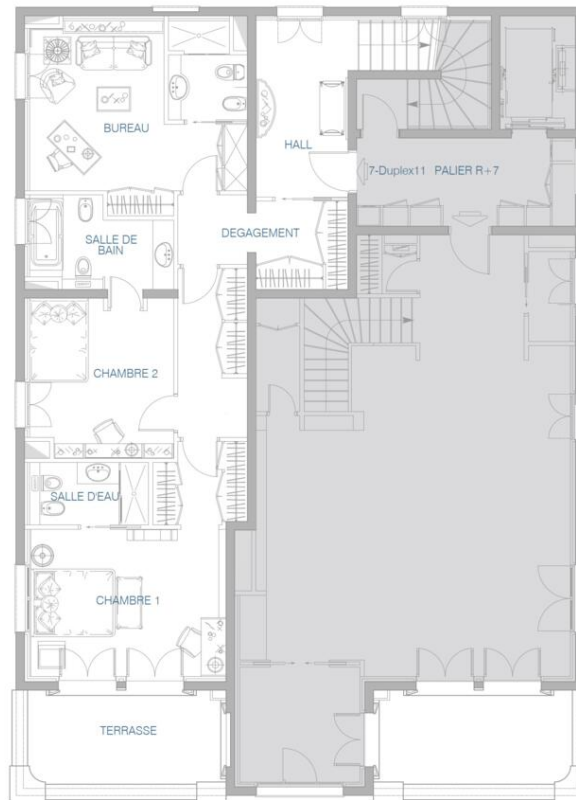 BUREAU
HALL
7-Duplex11 PALIER R+7
SALLE DE
BAIN
DEGAGEMENT
CHAMBRE 2
SALLE D'EAU
CHAMBRE 1
TERRASSE